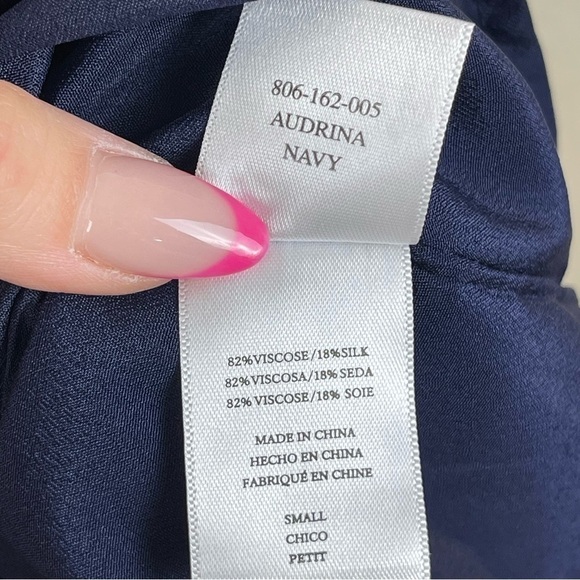 806-162-005
AUDRINA
NAVY
82%VISCOSE/18%SILK
82%VISCOSA/18% SEDA
82% VISCOSE/18% SOIE
MADE IN CHINA
HECHO EN CHINA
FABRIQUÉ EN CHINE
SMALL
CHICO
PETIT